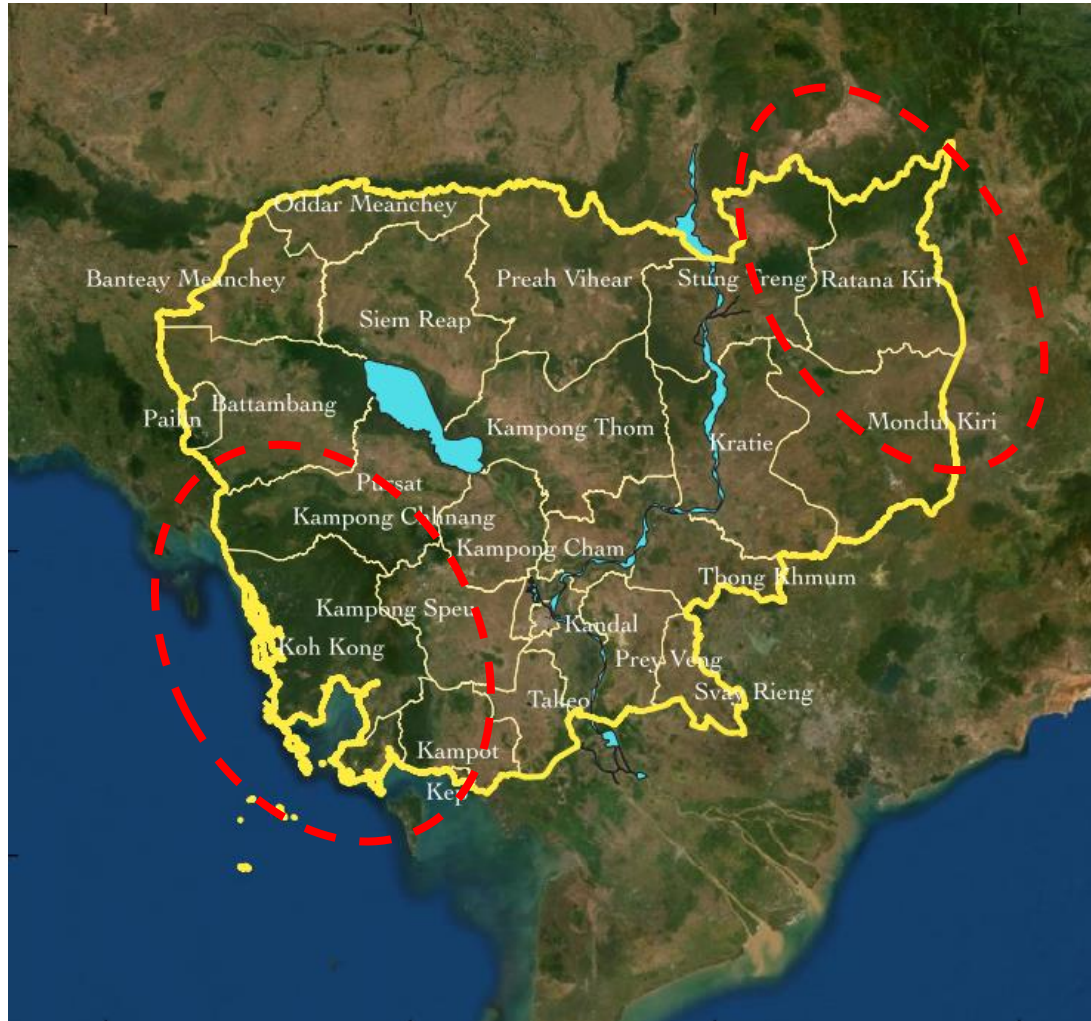 Oddar Meanchey
Banteay Meanchey
Preah Vihear
Stung Treng
Ratana Kiri
Siem Reap
Battambang
Pailin
Kampong Thom
Kratie
Mondul Kiri
Pursat
Kampong Chhnang
Kampong Cham
Tbong Khmum
Kampong Speu
Kandal
Koh Kong
Prey Veng
Takeo
Svay Rieng
Kampot
Kep